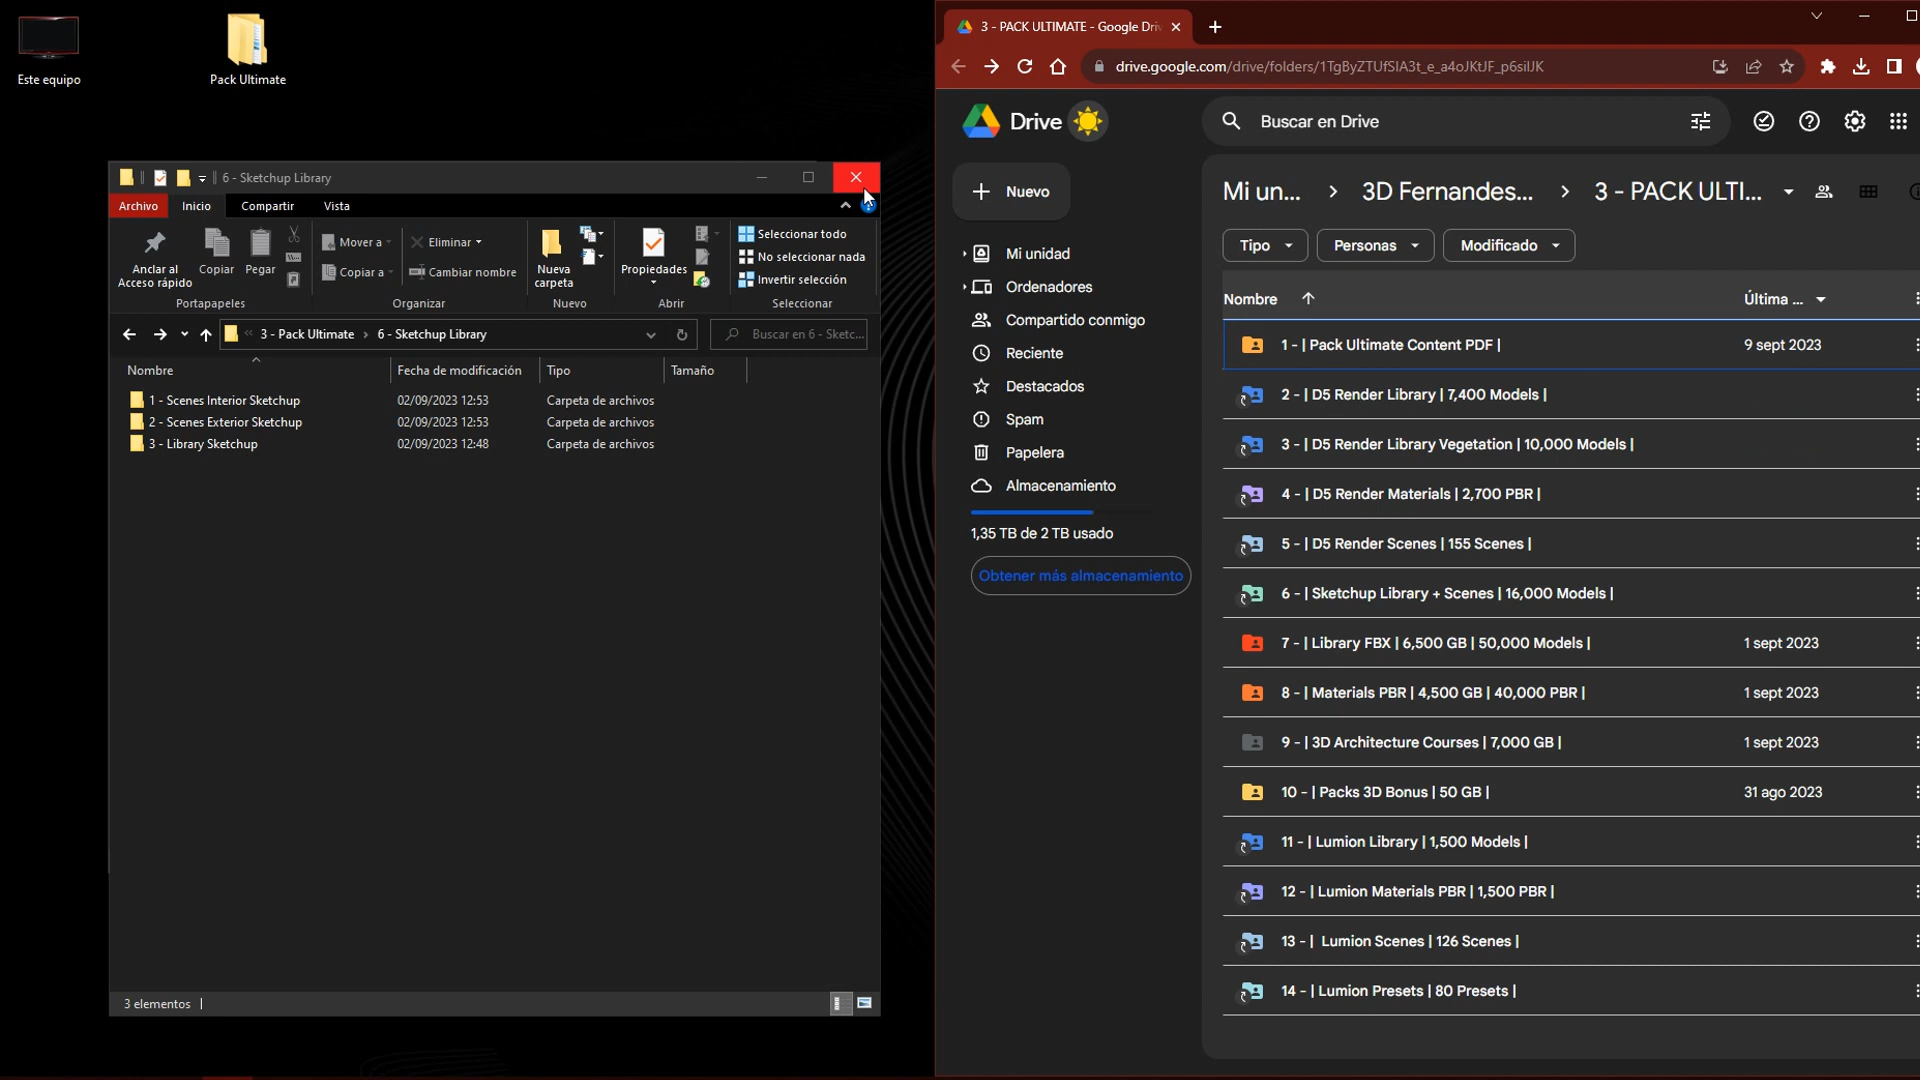 Este equipo
Pack Ultimate
6 - Sketchup Library
Archivo
Inicio
Compartir
Vista
Anclar al
Acceso rápido
Copiar
Pegar
Portapapeles
Mover a
Copiar a
Eliminar
Cambiar nombre
Organizar
Nueva
carpeta
Nuevo
Propiedades
Abrir
Seleccionar todo
No seleccionar nada
Invertir selección
Seleccionar
« 3 - Pack Ultimate › 6 - Sketchup Library
Buscar en 6 - Sketc...
Nombre Fecha de modificación Tipo Tamaño
1 - Scenes Interior Sketchup 02/09/2023 12:53 Carpeta de archivos
2 - Scenes Exterior Sketchup 02/09/2023 12:53 Carpeta de archivos
3 - Library Sketchup 02/09/2023 12:48 Carpeta de archivos
3 elementos
3 - PACK ULTIMATE - Google Driv
drive.google.com/drive/folders/1TgByZTUfSIA3t_e_a4oJKtJF_p6silJK
Drive
Buscar en Drive
Nuevo
Mi unidad
Ordenadores
Compartido conmigo
Reciente
Destacados
Spam
Papelera
Almacenamiento
1,35 TB de 2 TB usado
Obtener más almacenamiento
Mi un... > 3D Fernandes... > 3 - PACK ULTI...
Tipo
Personas
Modificado
Nombre Última ...
1 - | Pack Ultimate Content PDF | 9 sept 2023
2 - | D5 Render Library | 7,400 Models |
3 - | D5 Render Library Vegetation | 10,000 Models |
4 - | D5 Render Materials | 2,700 PBR |
5 - | D5 Render Scenes | 155 Scenes |
6 - | Sketchup Library + Scenes | 16,000 Models |
7 - | Library FBX | 6,500 GB | 50,000 Models | 1 sept 2023
8 - | Materials PBR | 4,500 GB | 40,000 PBR | 1 sept 2023
9 - | 3D Architecture Courses | 7,000 GB | 1 sept 2023
10 - | Packs 3D Bonus | 50 GB | 31 ago 2023
11 - | Lumion Library | 1,500 Models |
12 - | Lumion Materials PBR | 1,500 PBR |
13 - | Lumion Scenes | 126 Scenes |
14 - | Lumion Presets | 80 Presets |